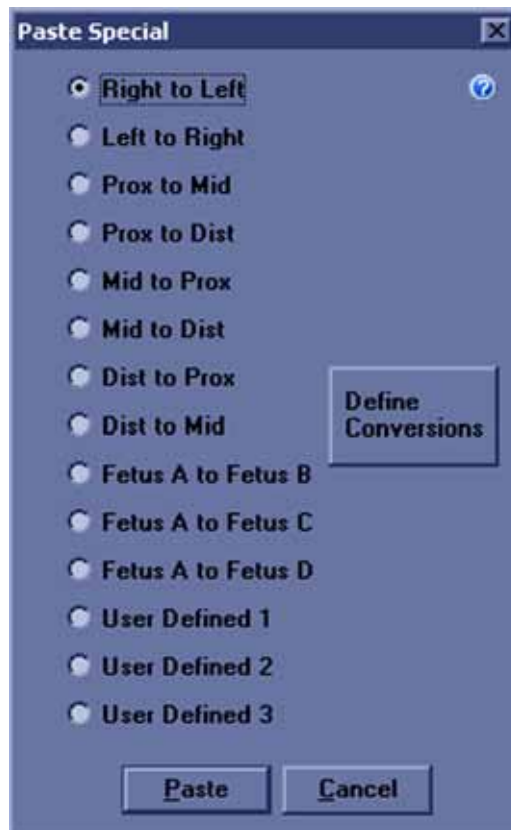 Paste Special
Right to Left
Left to Right
Prox to Mid
Prox to Dist
Mid to Prox
Mid to Dist
Dist to Prox
Dist to Mid
Define
Conversions
Fetus A to Fetus B
Fetus A to Fetus C
Fetus A to Fetus D
User Defined 1
User Defined 2
User Defined 3
Paste
Cancel